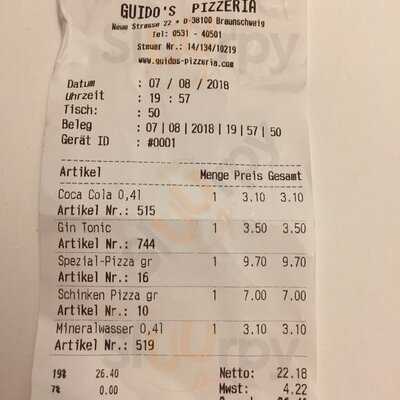 GUIDO'S PIZZERIA
Neue Strasse 22 * D-38100 Braunschweig
Tel: 0531 - 40501
Steuer Nr.: 14/134/10219
www.guidos-pizzeria.com
Datum : 07 / 08 / 2018
Uhrzeit : 19 : 57
Tisch: : 50
Beleg : 07|08|2018|19|57|50
Gerät ID : #0001
Artikel Menge Preis Gesamt
Coca Cola 0,4l 1 3.10 3.10
Artikel Nr.: 515
Gin Tonic 1 3.50 3.50
Artikel Nr.: 744
Spezial-Pizza gr 1 9.70 9.70
Artikel Nr.: 16
Schinken Pizza gr 1 7.00 7.00
Artikel Nr.: 10
Mineralwasser 0,4l 1 3.10 3.10
Artikel Nr.: 519
19% 26.40 Netto: 22.18
7% 0.00 Mwst: 4.22